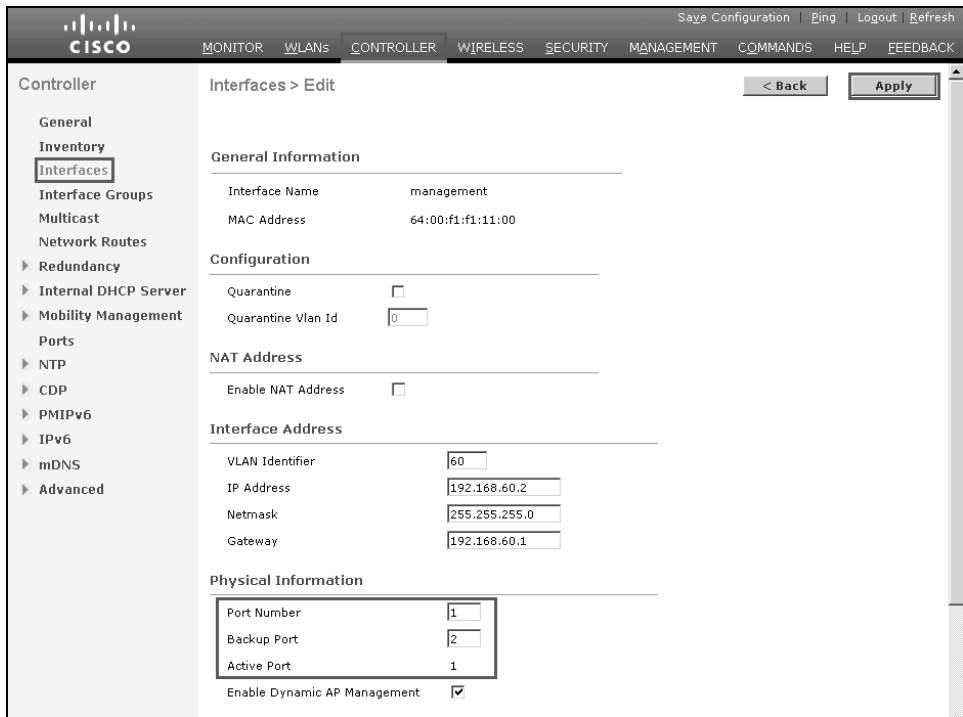 Save Configuration | Ping | Logout | Refresh
CISCO
MONITOR WLANs CONTROLLER WIRELESS SECURITY MANAGEMENT COMMANDS HELP FEEDBACK
Controller
General
Inventory
Interfaces
Interface Groups
Multicast
Network Routes
Redundancy
Internal DHCP Server
Mobility Management
Ports
NTP
CDP
PMIPv6
IPv6
mDNS
Advanced
Interfaces > Edit
< Back
Apply
General Information
Interface Name management
MAC Address 64:00:f1:f1:11:00
Configuration
Quarantine
Quarantine Vlan Id 0
NAT Address
Enable NAT Address
Interface Address
VLAN Identifier 60
IP Address 192.168.60.2
Netmask 255.255.255.0
Gateway 192.168.60.1
Physical Information
Port Number 1
Backup Port 2
Active Port 1
Enable Dynamic AP Management